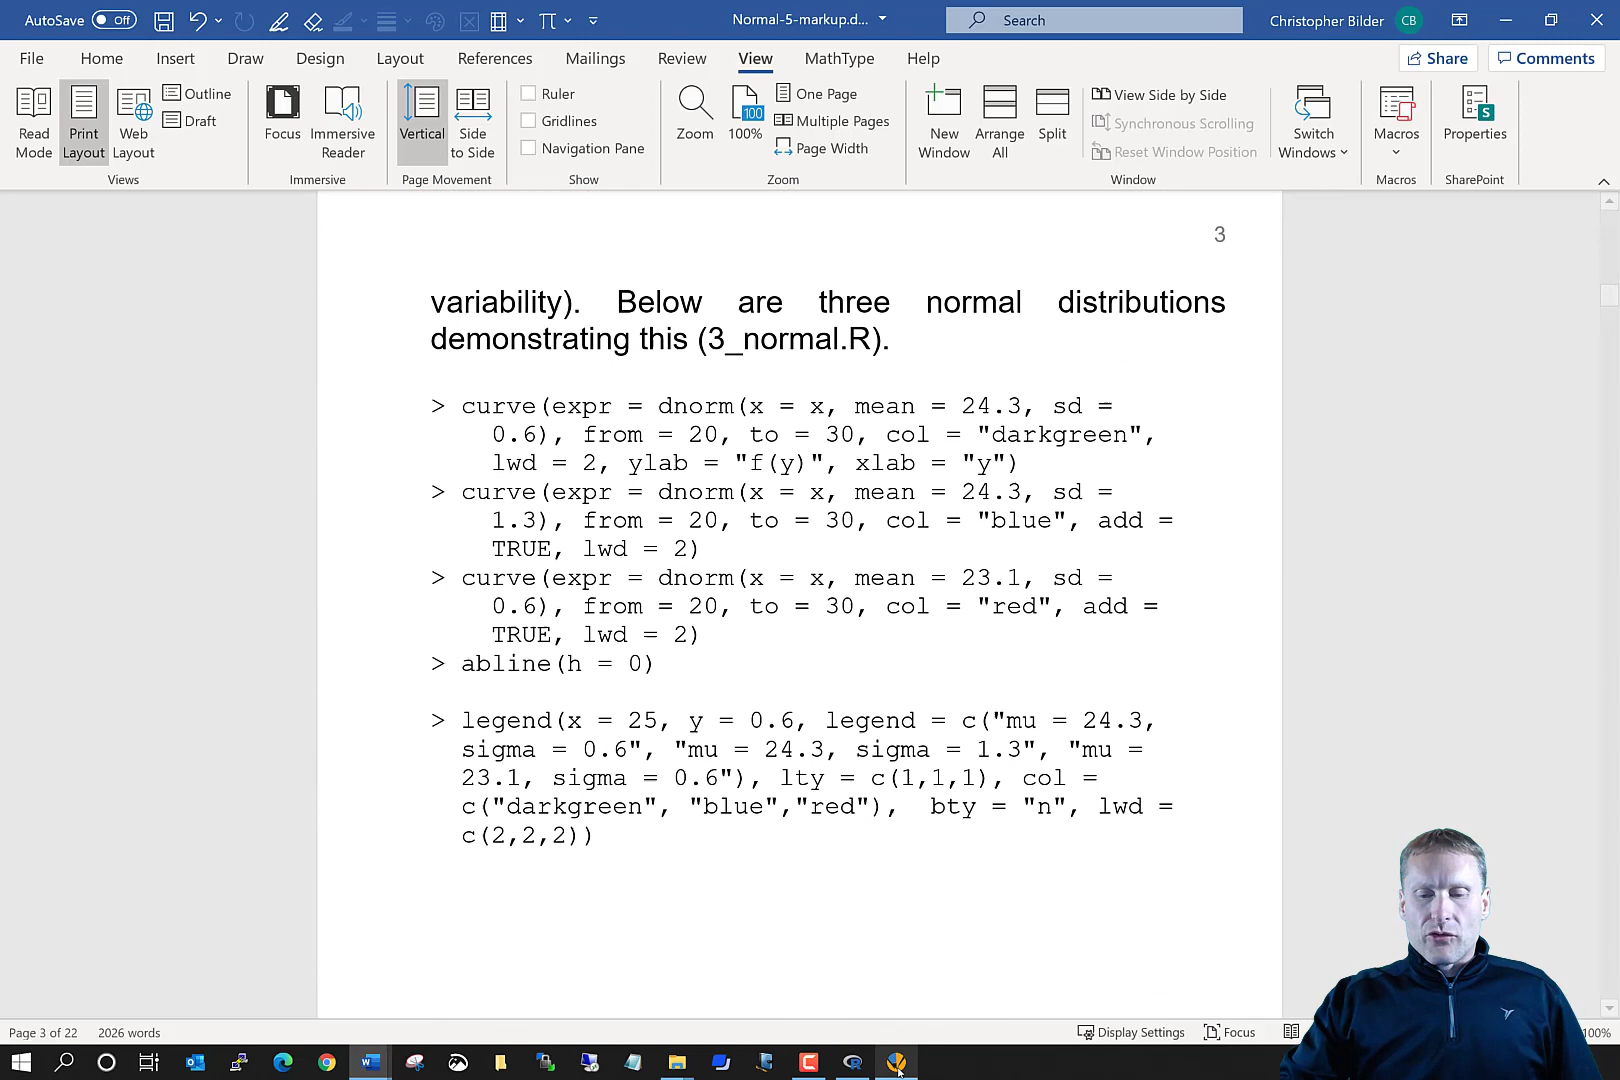 AutoSave Off Normal-5-markup.d... Search Christopher Bilder CB
File Home Insert Draw Design Layout References Mailings Review View MathType Help Share Comments
Read Mode
Print Layout
Web Layout
Outline
Draft
Views
Focus
Immersive Reader
Immersive
Vertical
Side to Side
Page Movement
Ruler
Gridlines
Navigation Pane
Show
Zoom
100
100%
One Page
Multiple Pages
Page Width
Zoom
New Window
Arrange All
Split
View Side by Side
Synchronous Scrolling
Reset Window Position
Switch Windows
Window
Macros
Macros
Properties
SharePoint
3
variability). Below are three normal distributions
demonstrating this (3_normal.R).
> curve(expr = dnorm(x = x, mean = 24.3, sd =
0.6), from = 20, to = 30, col = "darkgreen",
lwd = 2, ylab = "f(y)", xlab = "y")
> curve(expr = dnorm(x = x, mean = 24.3, sd =
1.3), from = 20, to = 30, col = "blue", add =
TRUE, lwd = 2)
> curve(expr = dnorm(x = x, mean = 23.1, sd =
0.6), from = 20, to = 30, col = "red", add =
TRUE, lwd = 2)
> abline(h = 0)
> legend(x = 25, y = 0.6, legend = c("mu = 24.3,
sigma = 0.6", "mu = 24.3, sigma = 1.3", "mu =
23.1, sigma = 0.6"), lty = c(1,1,1), col =
c("darkgreen", "blue","red"), bty = "n", lwd =
c(2,2,2))
Page 3 of 22 2026 words Display Settings Focus 100%